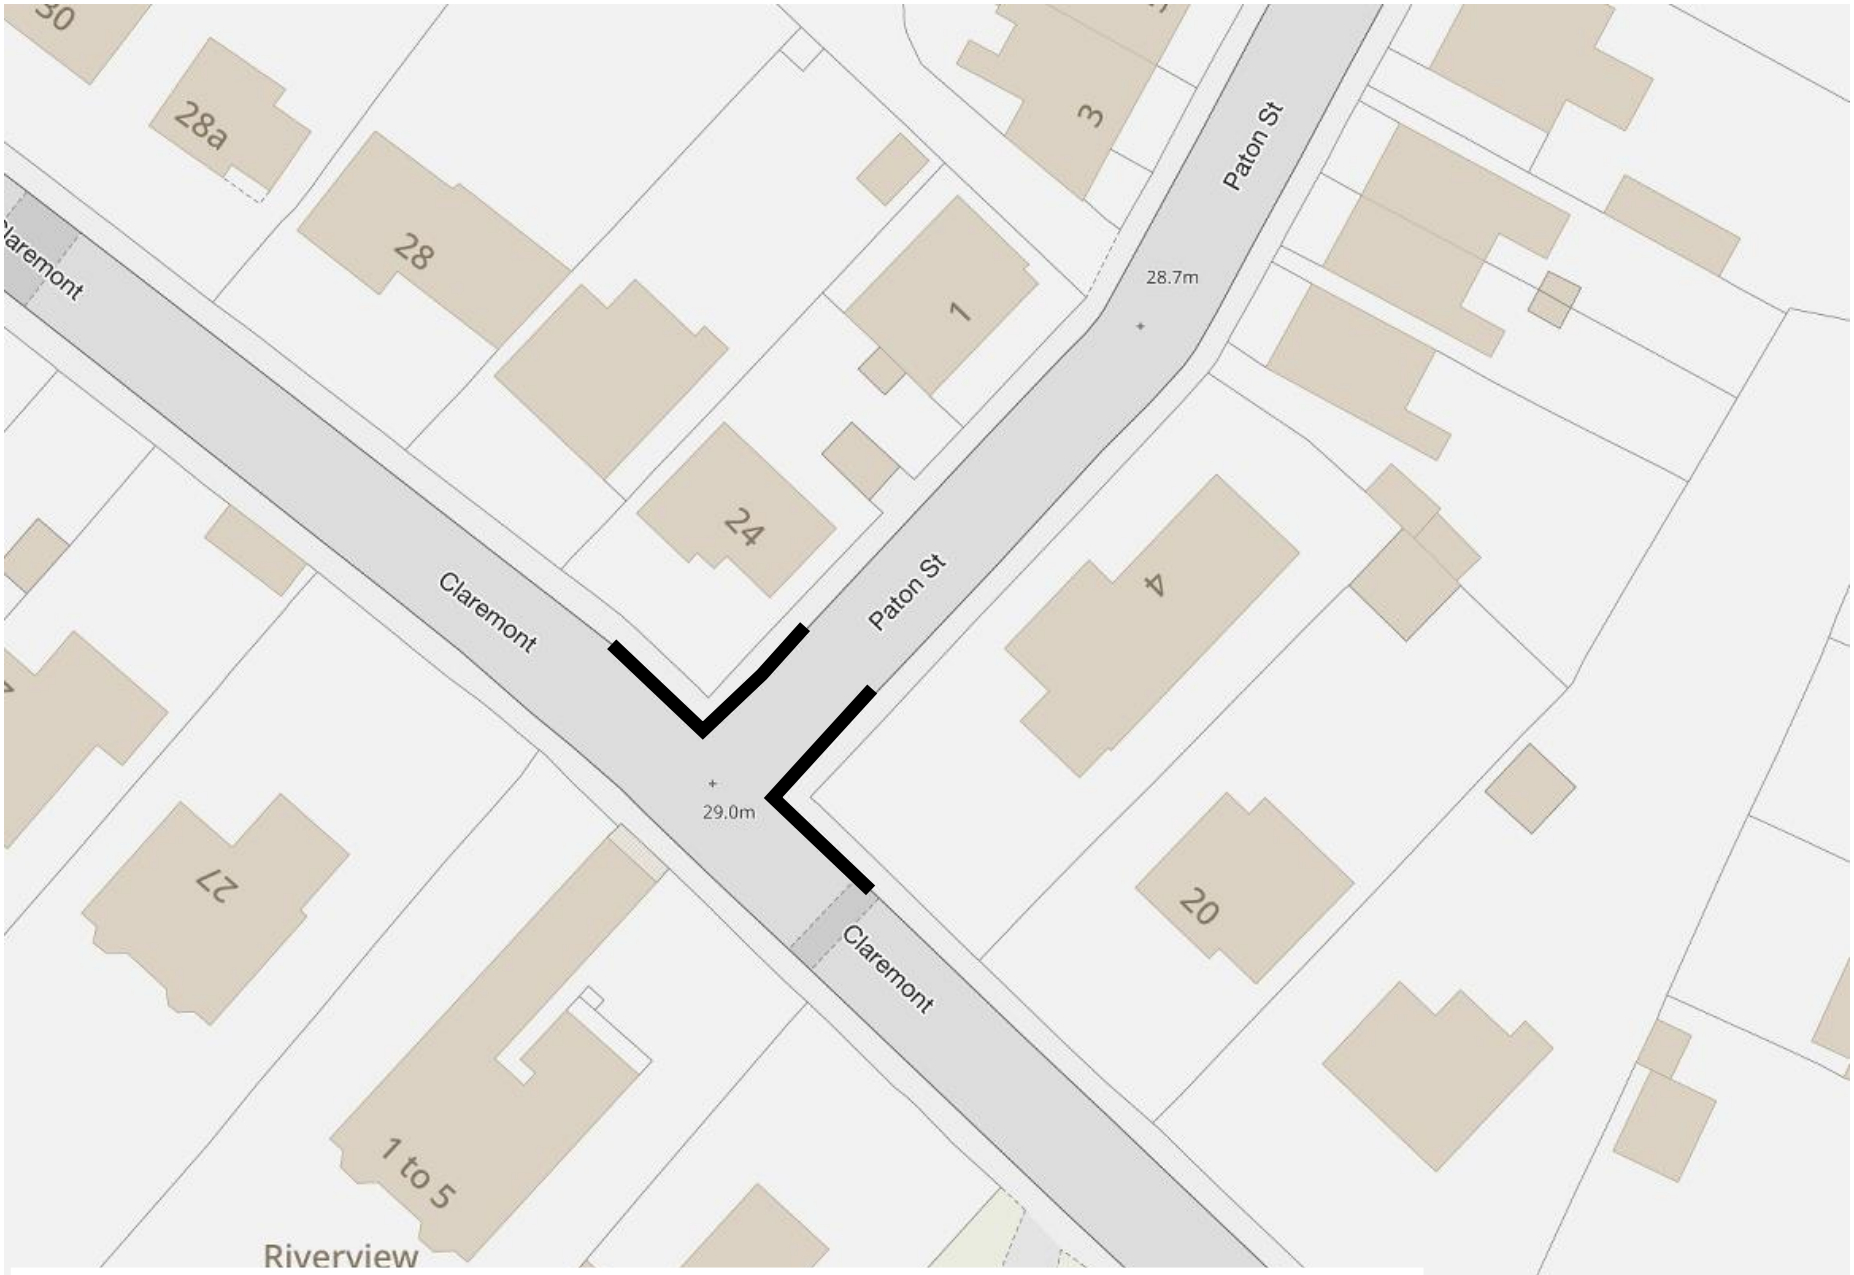 30
28a
28
3
Paton St
28.7m
1
24
Claremont
Claremont
Paton St
4
29.0m
27
20
Claremont
1 to 5
Riverview